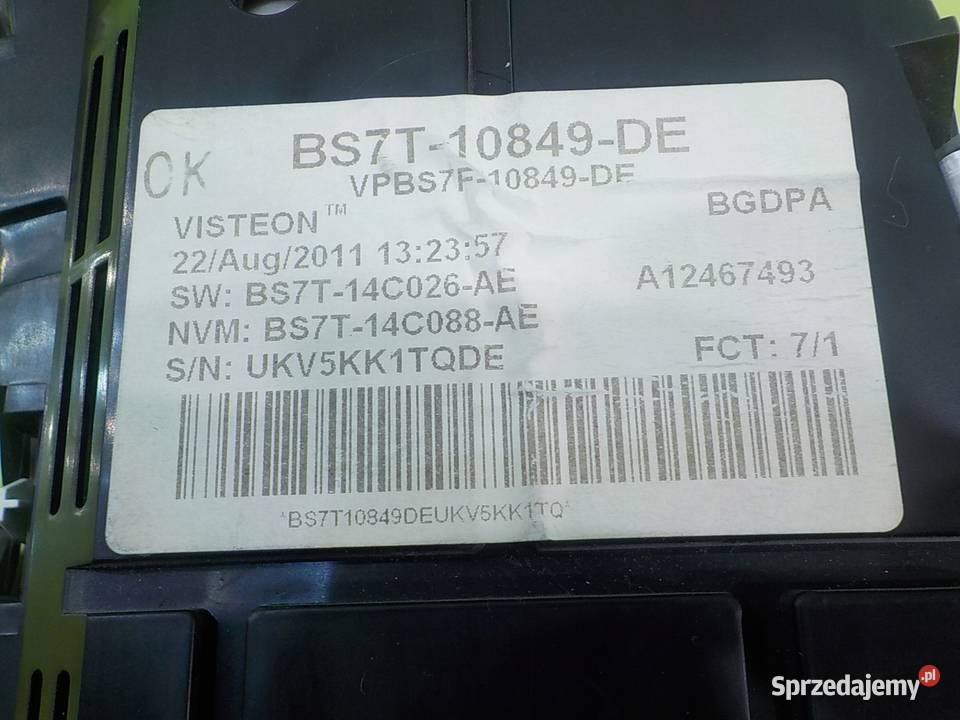 BS7T-10849-DE
OK
VPBS7F-10849-DE
VISTEON™
BGDPA
22/Aug/2011 13:23:57
SW: BS7T-14C026-AE
A12467493
NVM: BS7T-14C088-AE
S/N: UKV5KK1TQDE
FCT: 7/1
*BS7T10849DEUKV5KK1TQ*
Sprzedajemy.pl